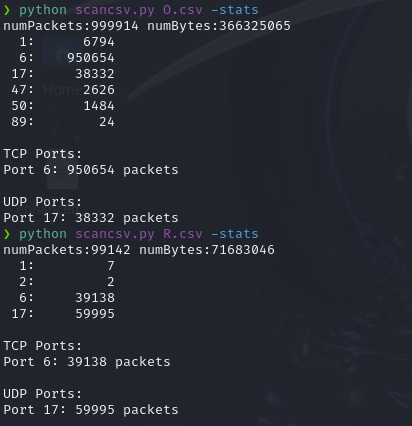 ❯ python scancsv.py O.csv -stats
numPackets:999914 numBytes:366325065
1: 6794
6: 950654
17: 38332
47: 2626
50: 1484
89: 24
TCP Ports:
Port 6: 950654 packets
UDP Ports:
Port 17: 38332 packets
❯ python scancsv.py R.csv -stats
numPackets:99142 numBytes:71683046
1: 7
2: 2
6: 39138
17: 59995
TCP Ports:
Port 6: 39138 packets
UDP Ports:
Port 17: 59995 packets